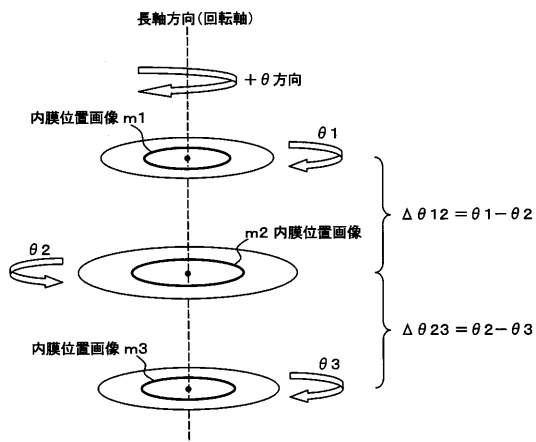 長軸方向(回転軸)
+θ方向
内膜位置画像 m1
θ1
Δθ12=θ1-θ2
m2 内膜位置画像
θ2
Δθ23=θ2-θ3
内膜位置画像 m3
θ3